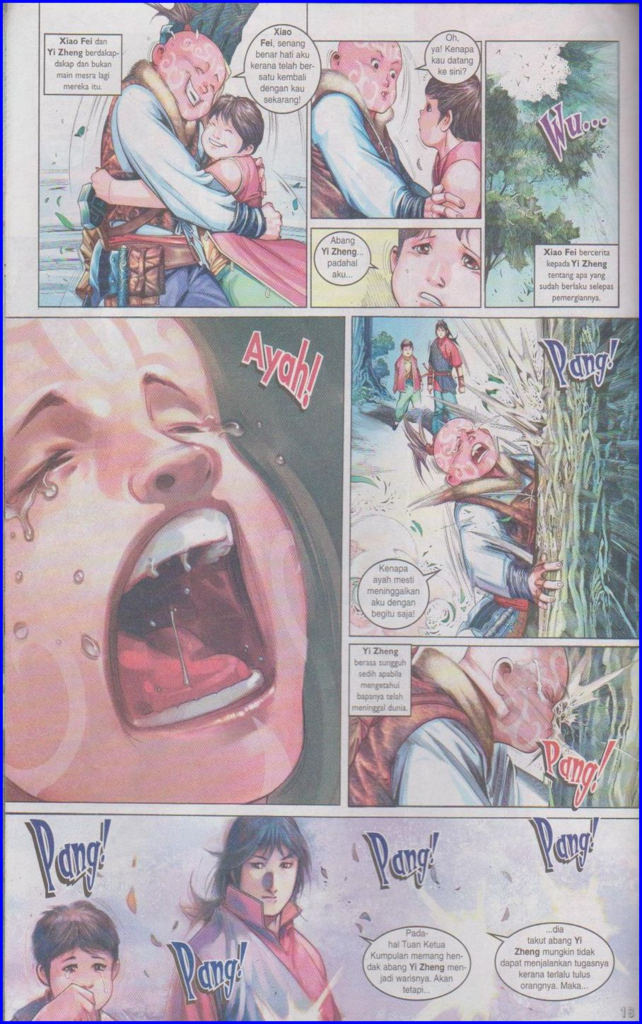 Xiao Fei dan
Yi Zheng berdakap-
dakap dan bukan
main mesra lagi
mereka itu.
Xiao
Fei, senang
benar hati aku
kerana telah ber-
satu kembali
dengan kau
sekarang!
Oh,
ya! Kenapa
kau datang
ke sini?
Wu...
Abang
Yi Zheng...
padahal
aku...
Xiao Fei bercerita
kepada Yi Zheng
tentang apa yang
sudah berlaku selepas
pemergiannya.
Ayah!
Pang!
Kenapa
ayah mesti
meninggalkan
aku dengan
begitu saja!
Yi Zheng
berasa sungguh
sedih apabila
mengetahui
bapanya telah
meninggal dunia.
Pang!
Pang!
Pang!
Pang!
Pang!
Pada-
hal Tuan Ketua
Kumpulan memang hen-
dak abang Yi Zheng men-
jadi warisnya. Akan
tetapi...
...dia
takut abang Yi
Zheng mungkin tidak
dapat menjalankan tugasnya
kerana terlalu tulus
orangnya. Maka...